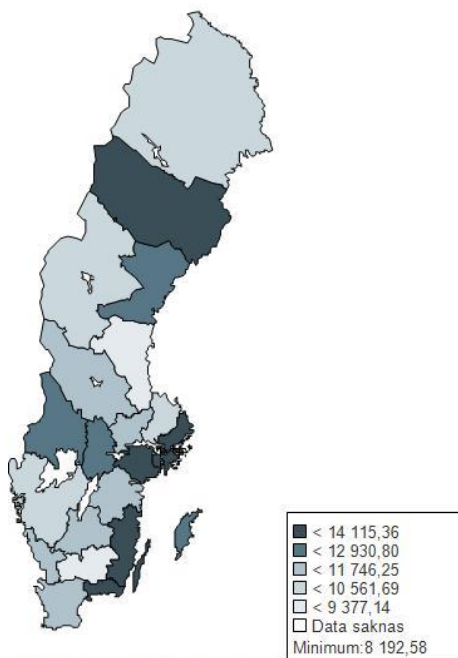 < 14 115,36
< 12 930,80
< 11 746,25
< 10 561,69
< 9 377,14
Data saknas
Minimum:8 192,58